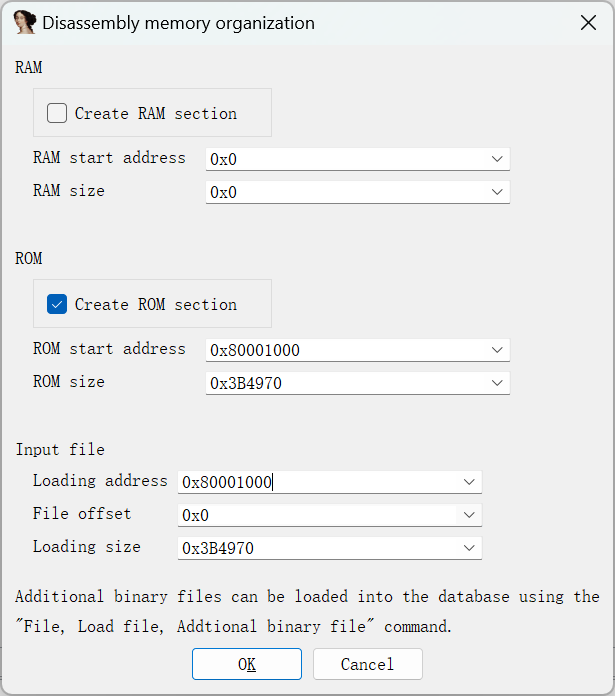 Disassembly memory organization
RAM
Create RAM section
RAM start address 0x0
RAM size 0x0
ROM
Create ROM section
ROM start address 0x80001000
ROM size 0x3B4970
Input file
Loading address 0x80001000
File offset 0x0
Loading size 0x3B4970
Additional binary files can be loaded into the database using the
"File, Load file, Addtional binary file" command.
OK Cancel